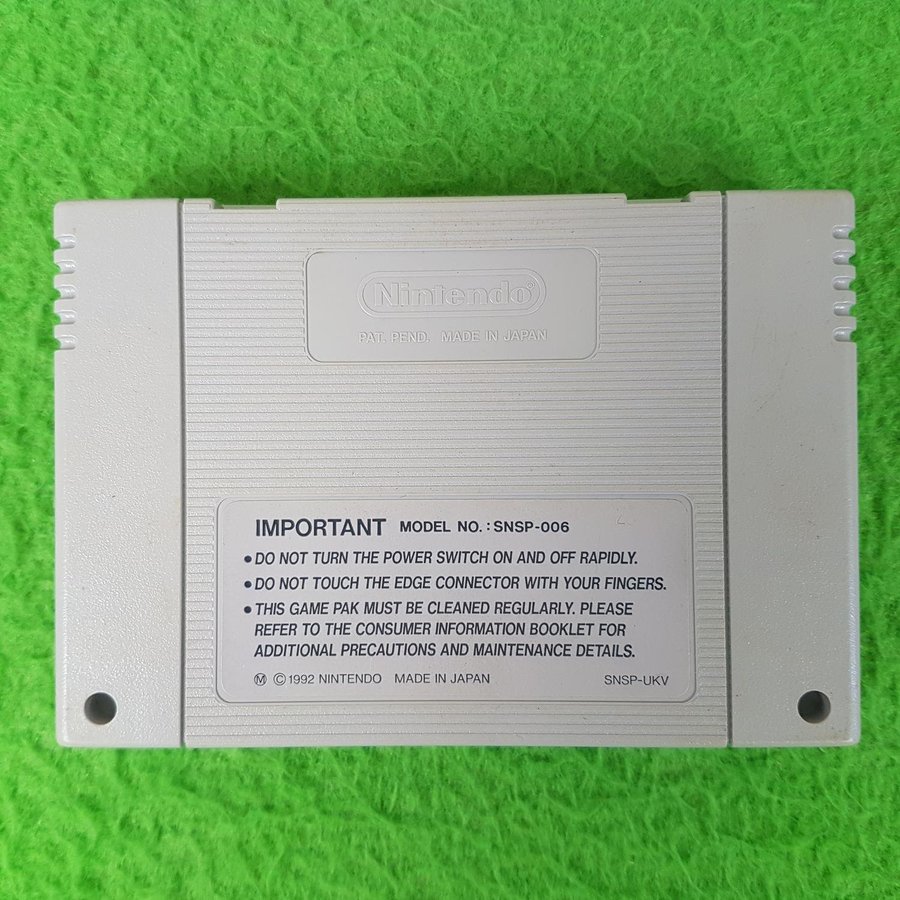 Nintendo®
PAT. PEND. MADE IN JAPAN
IMPORTANT MODEL NO. : SNSP-006
•DO NOT TURN THE POWER SWITCH ON AND OFF RAPIDLY.
•DO NOT TOUCH THE EDGE CONNECTOR WITH YOUR FINGERS.
•THIS GAME PAK MUST BE CLEANED REGULARLY. PLEASE
REFER TO THE CONSUMER INFORMATION BOOKLET FOR
ADDITIONAL PRECAUTIONS AND MAINTENANCE DETAILS.
Ⓜ © 1992 NINTENDO MADE IN JAPAN SNSP-UKV